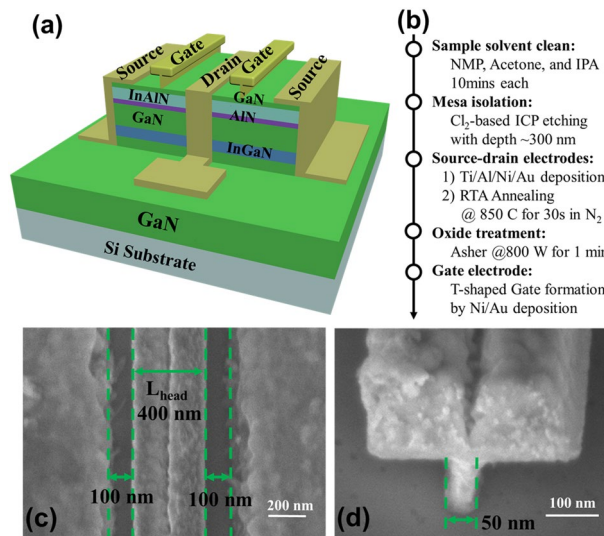 (a)
Source
Gate
Drain
Gate
Source
InAlN
GaN
GaN
AlN
InGaN
GaN
Si Substrate
(b)
Sample solvent clean:
NMP, Acetone, and IPA
10mins each
Mesa isolation:
Cl₂-based ICP etching
with depth ~300 nm
Source-drain electrodes:
1) Ti/Al/Ni/Au deposition
2) RTA Annealing
@ 850 C for 30s in N₂
Oxide treatment:
Asher @800 W for 1 min
Gate electrode:
T-shaped Gate formation
by Ni/Au deposition
L_head
400 nm
100 nm
100 nm
200 nm
(c)
50 nm
100 nm
(d)